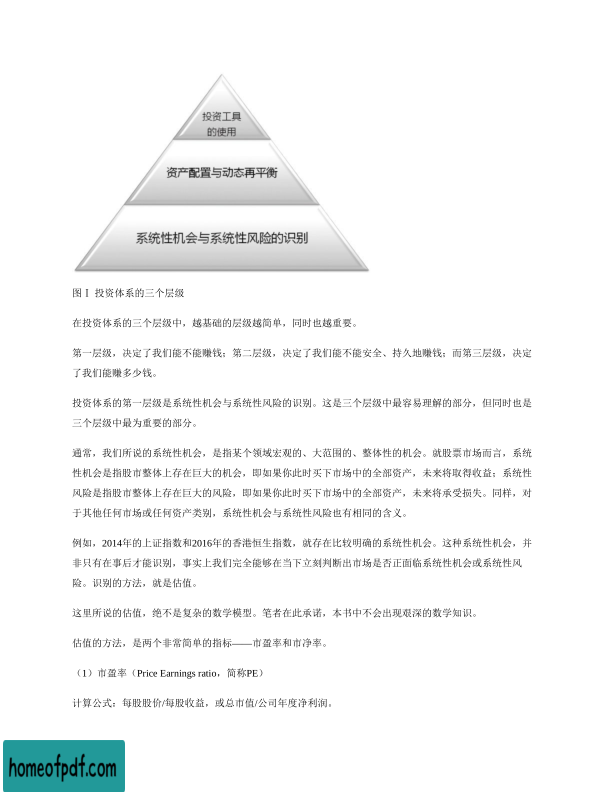 投资工具
的使用
资产配置与动态再平衡
系统性机会与系统性风险的识别
图Ⅰ 投资体系的三个层级
在投资体系的三个层级中，越基础的层级越简单，同时也越重要。
第一层级，决定了我们能不能赚钱；第二层级，决定了我们能不能安全、持久地赚钱；而第三层级，决定
了我们能赚多少钱。
投资体系的第一层级是系统性机会与系统性风险的识别。这是三个层级中最容易理解的部分，但同时也是
三个层级中最为重要的部分。
通常，我们所说的系统性机会，是指某个领域宏观的、大范围的、整体性的机会。就股票市场而言，系统
性机会是指股市整体上存在巨大的机会，即如果你此时买下市场中的全部资产，未来将取得收益；系统性
风险是指股市整体上存在巨大的风险，即如果你此时买下市场中的全部资产，未来将承受损失。同样，对
于其他任何市场或任何资产类别，系统性机会与系统性风险也有相同的含义。
例如，2014年的上证指数和2016年的香港恒生指数，就存在比较明确的系统性机会。这种系统性机会，并
非只有在事后才能识别，事实上我们完全能够在当下立刻判断出市场是否正面临系统性机会或系统性风
险。识别的方法，就是估值。
这里所说的估值，绝不是复杂的数学模型。笔者在此承诺，本书中不会出现艰深的数学知识。
估值的方法，是两个非常简单的指标——市盈率和市净率。
（1）市盈率（Price Earnings ratio，简称PE）
计算公式：每股股价/每股收益，或总市值/公司年度净利润。
homeofpdf.com